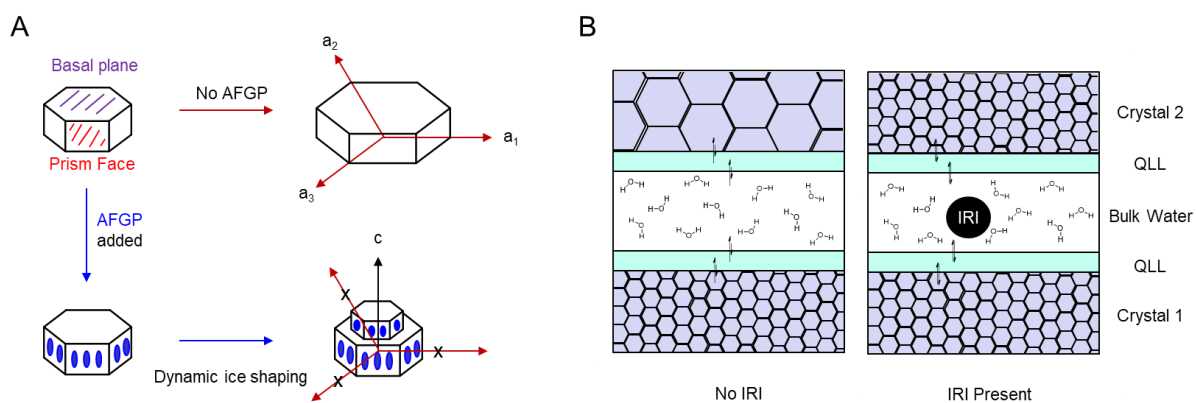 A
Basal plane
No AFGP
Prism Face
a2
a1
a3
AFGP
added
Dynamic ice shaping
c
x
x
x
B
H O H
H O H
H O H
H O H
H O H
H O H
H O H
H O H
H O H
H O H
H O H
No IRI
IRI
H O H
H O H
H O H
H O H
H O H
H O H
H O H
H O H
IRI Present
Crystal 2
QLL
Bulk Water
QLL
Crystal 1